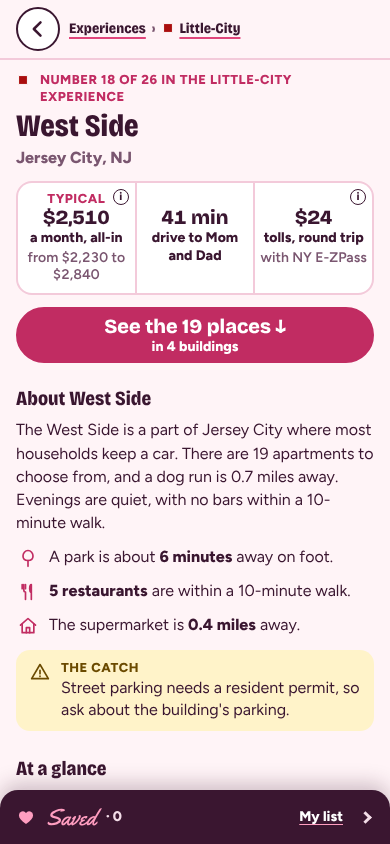 Experiences › Little-City
NUMBER 18 OF 26 IN THE LITTLE-CITY
EXPERIENCE
West Side
Jersey City, NJ
TYPICAL
$2,510
a month, all-in
from $2,230 to
$2,840
41 min
drive to Mom
and Dad
$24
tolls, round trip
with NY E-ZPass
See the 19 places ↓
in 4 buildings
About West Side
The West Side is a part of Jersey City where most
households keep a car. There are 19 apartments to
choose from, and a dog run is 0.7 miles away.
Evenings are quiet, with no bars within a 10-
minute walk.
A park is about 6 minutes away on foot.
5 restaurants are within a 10-minute walk.
The supermarket is 0.4 miles away.
THE CATCH
Street parking needs a resident permit, so
ask about the building's parking.
At a glance
Saved · 0
My list